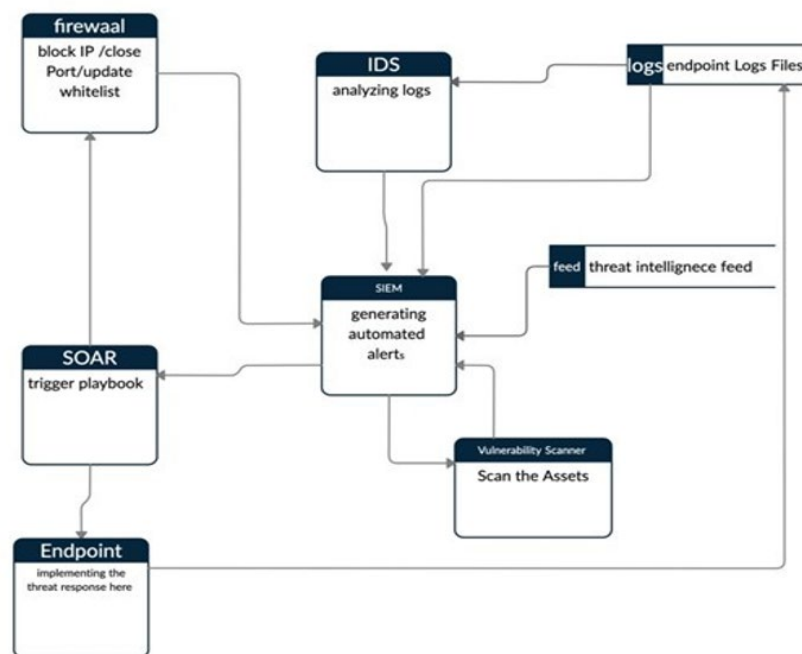 firewaal
block IP /close
Port/update
whitelist
IDS
analyzing logs
logs endpoint Logs Files
feed threat intellignece feed
SIEM
generating
automated
alerts
SOAR
trigger playbook
Vulnerability Scanner
Scan the Assets
Endpoint
implementing the
threat response here